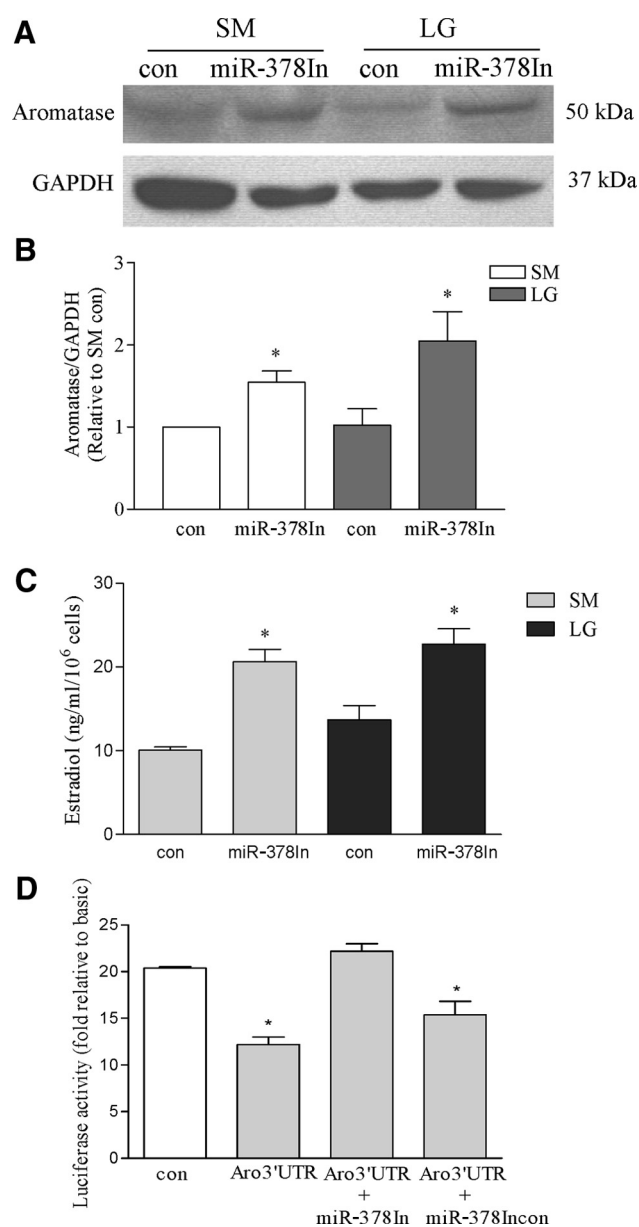 A
SM LG
con miR-378In con miR-378In
Aromatase 50 kDa
GAPDH 37 kDa
B
Aromatase/GAPDH
(Relative to SM con)
3
2
1
0
SM
LG
*
*
con miR-378In con miR-378In
C
Estradiol (ng/ml/10⁶ cells)
30
20
10
0
SM
LG
*
*
con miR-378In con miR-378In
D
Luciferase activity (fold relative to basic)
25
20
15
10
5
0
*
*
con Aro3'UTR Aro3'UTR Aro3'UTR
+ +
miR-378In miR-378Incon